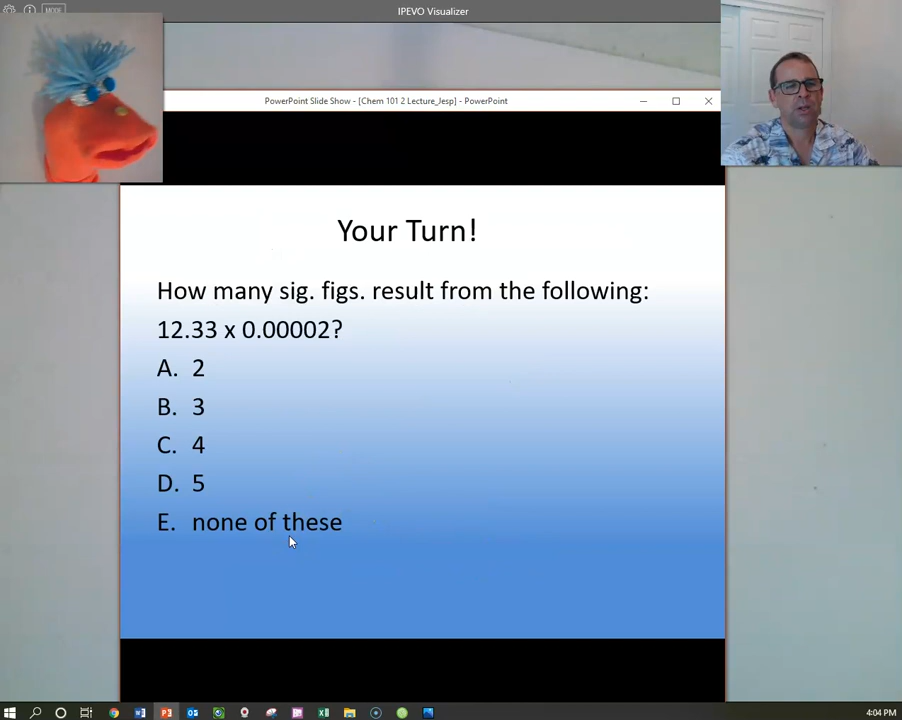 MODE
IPEVO Visualizer
PowerPoint Slide Show - [Chem 101 2 Lecture_Jesp] - PowerPoint
Your Turn!
How many sig. figs. result from the following:
12.33 x 0.00002?
A. 2
B. 3
C. 4
D. 5
E. none of these
4:04 PM